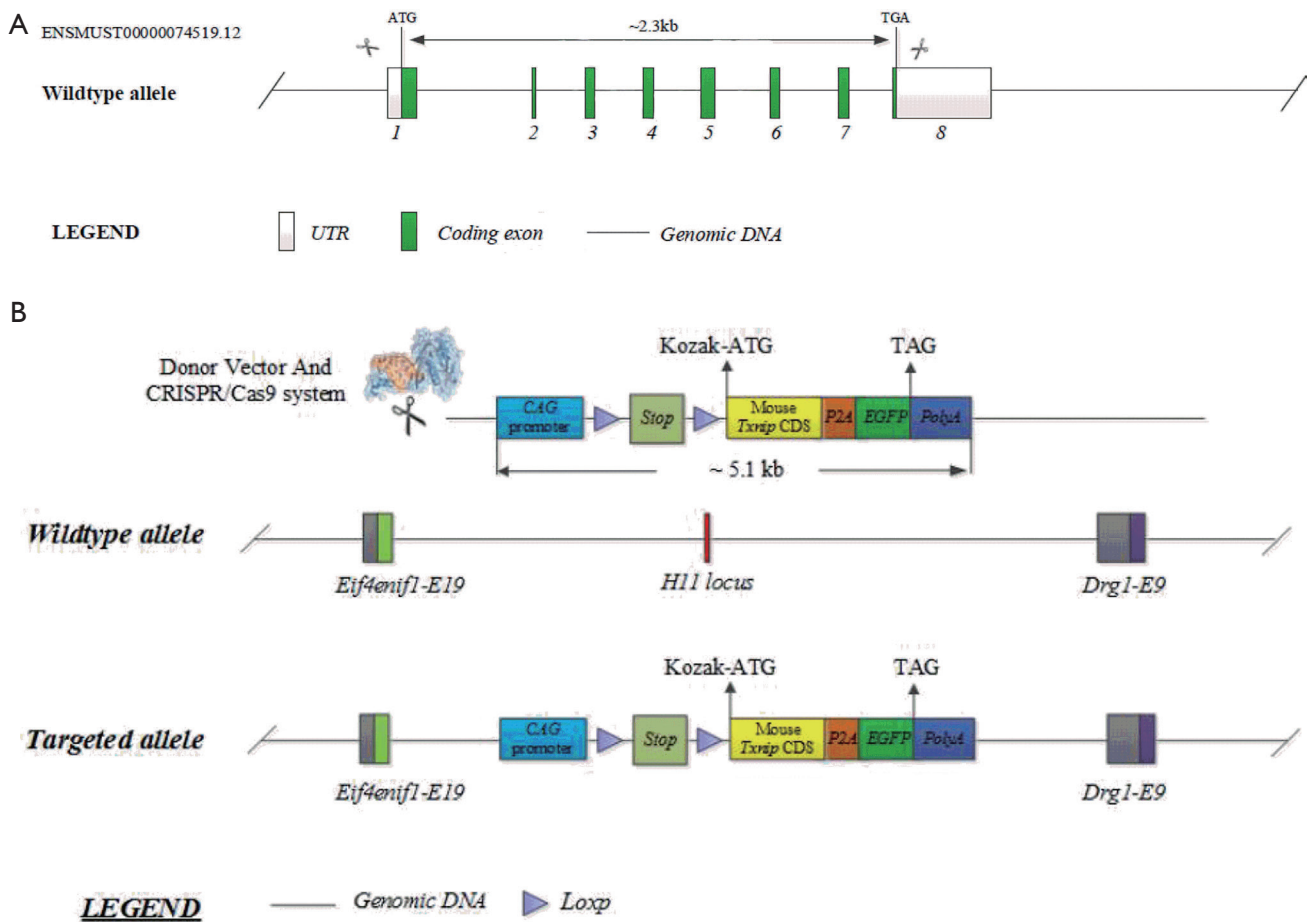 A
ENSMUST00000074519.12
ATG
~2.3kb
TGA
Wildtype allele
1 2 3 4 5 6 7 8
LEGEND
UTR
Coding exon
Genomic DNA
B
Donor Vector And
CRISPR/Cas9 system
Kozak-ATG
TAG
CAG
promoter
Stop
Mouse
Txnip CDS
P2A
EGFP
PolyA
~ 5.1 kb
Wildtype allele
Eif4enif1-E19
H11 locus
Drg1-E9
Kozak-ATG
TAG
Targeted allele
CAG
promoter
Stop
Mouse
Txnip CDS
P2A
EGFP
PolyA
Eif4enif1-E19
Drg1-E9
LEGEND
Genomic DNA
Loxp